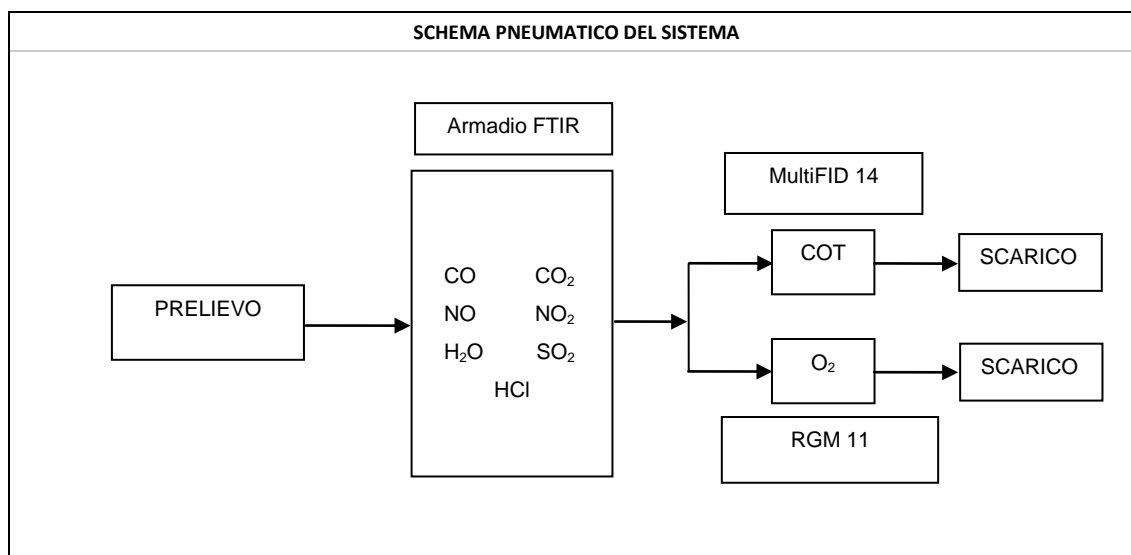 SCHEMA PNEUMATICO DEL SISTEMA
Armadio FTIR
MultiFID 14
PRELIEVO
CO CO₂
NO NO₂
H₂O SO₂
HCl
COT
SCARICO
O₂
SCARICO
RGM 11